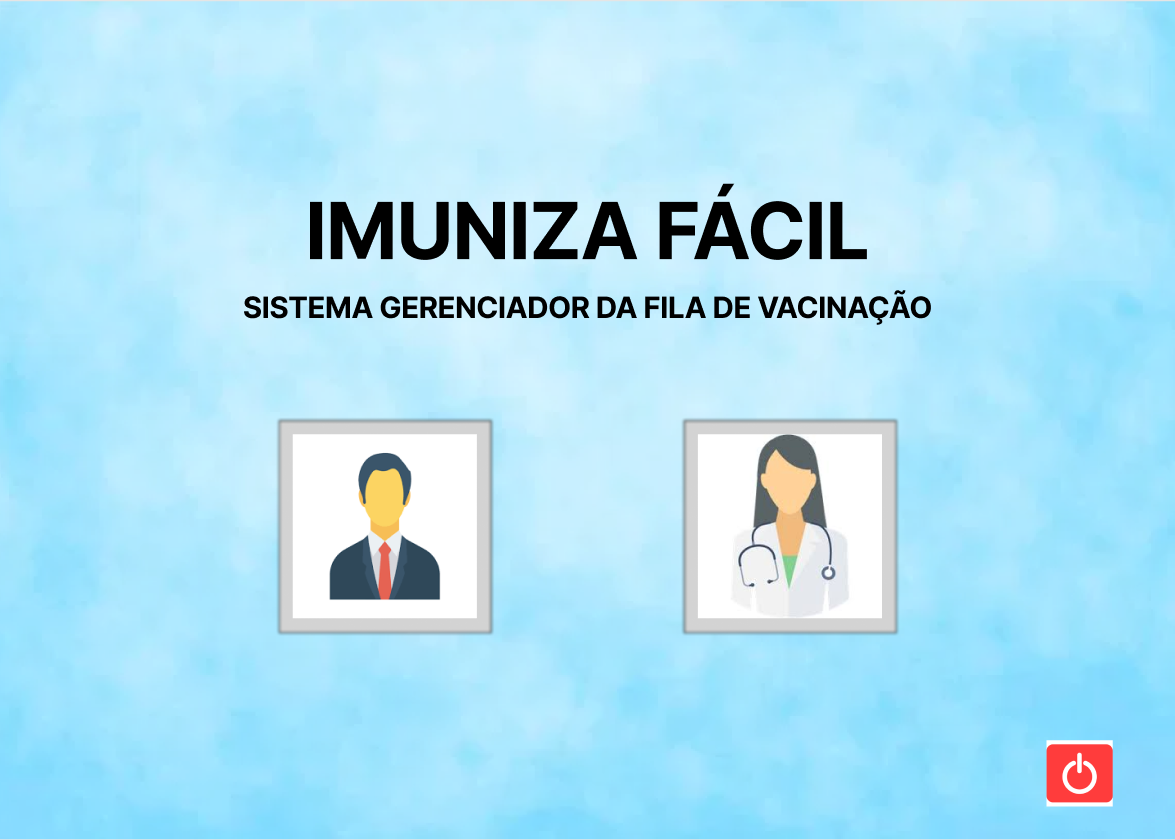 IMUNIZA FÁCIL
SISTEMA GERENCIADOR DA FILA DE VACINAÇÃO